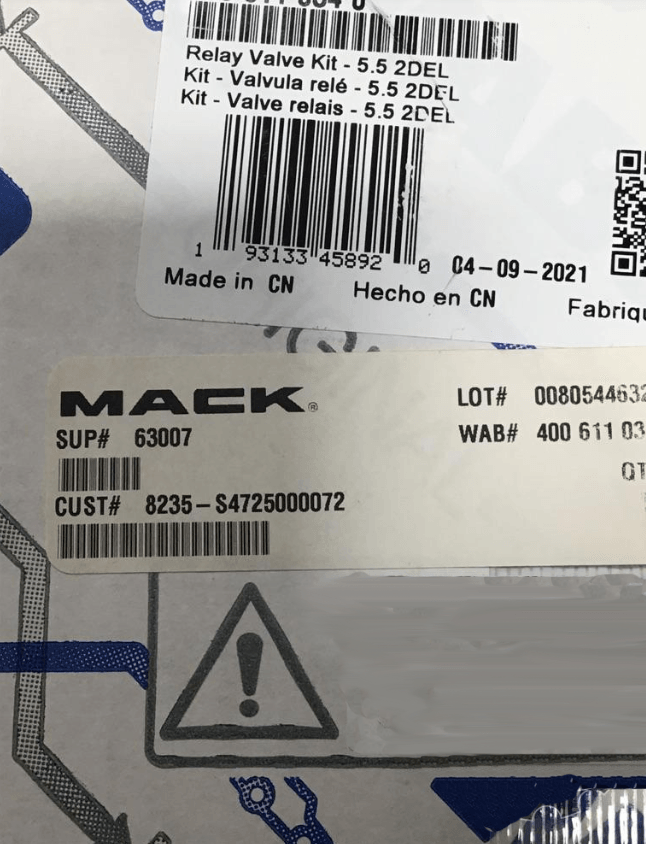 Relay Valve Kit - 5.5 2DEL
Kit - Valvula relé - 5.5 2DEL
Kit - Valve relais - 5.5 2DEL
1 93133 45892 0 04-09-2021
Made in CN Hecho en CN Fabriqu
MACK® LOT# 0080544632
SUP# 63007 WAB# 400 611 03
QT
CUST# 8235-S4725000072